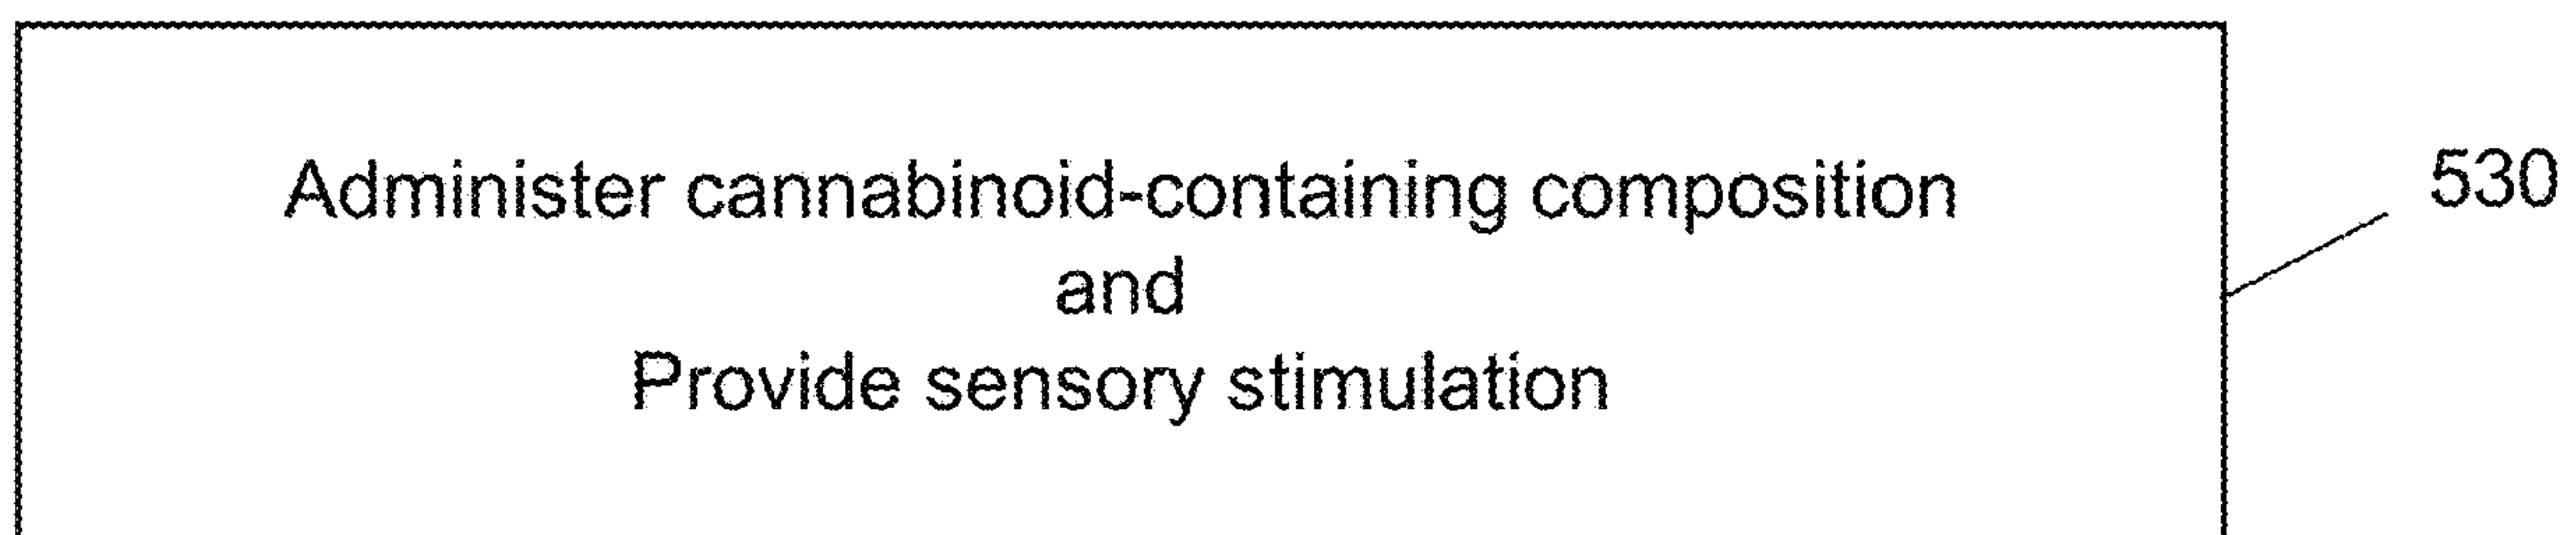 Administer cannabinoid-containing composition
and
Provide sensory stimulation
530